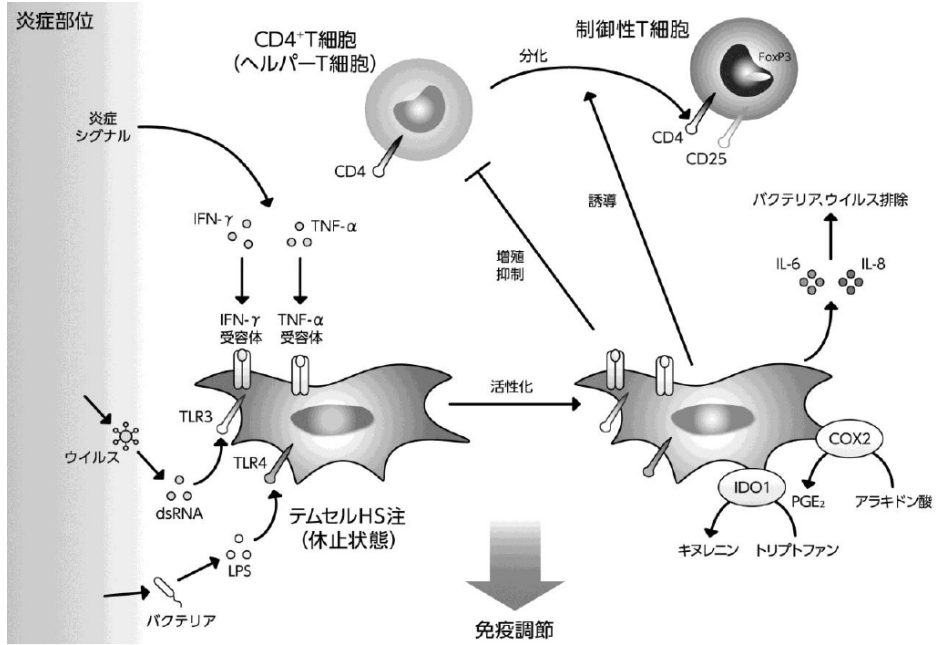 炎症部位
CD4⁺T細胞
(ヘルパーT細胞)
制御性T細胞
分化
FoxP3
炎症
シグナル
CD4
CD4
CD25
IFN-γ
TNF-α
誘導
増殖
抑制
バクテリア、ウイルス排除
IL-6
IL-8
IFN-γ
受容体
TNF-α
受容体
活性化
TLR3
TLR4
ウイルス
dsRNA
テムセルHS注
(休止状態)
LPS
バクテリア
COX2
IDO1
PGE₂
アラキドン酸
キヌレニン
トリプトファン
免疫調節